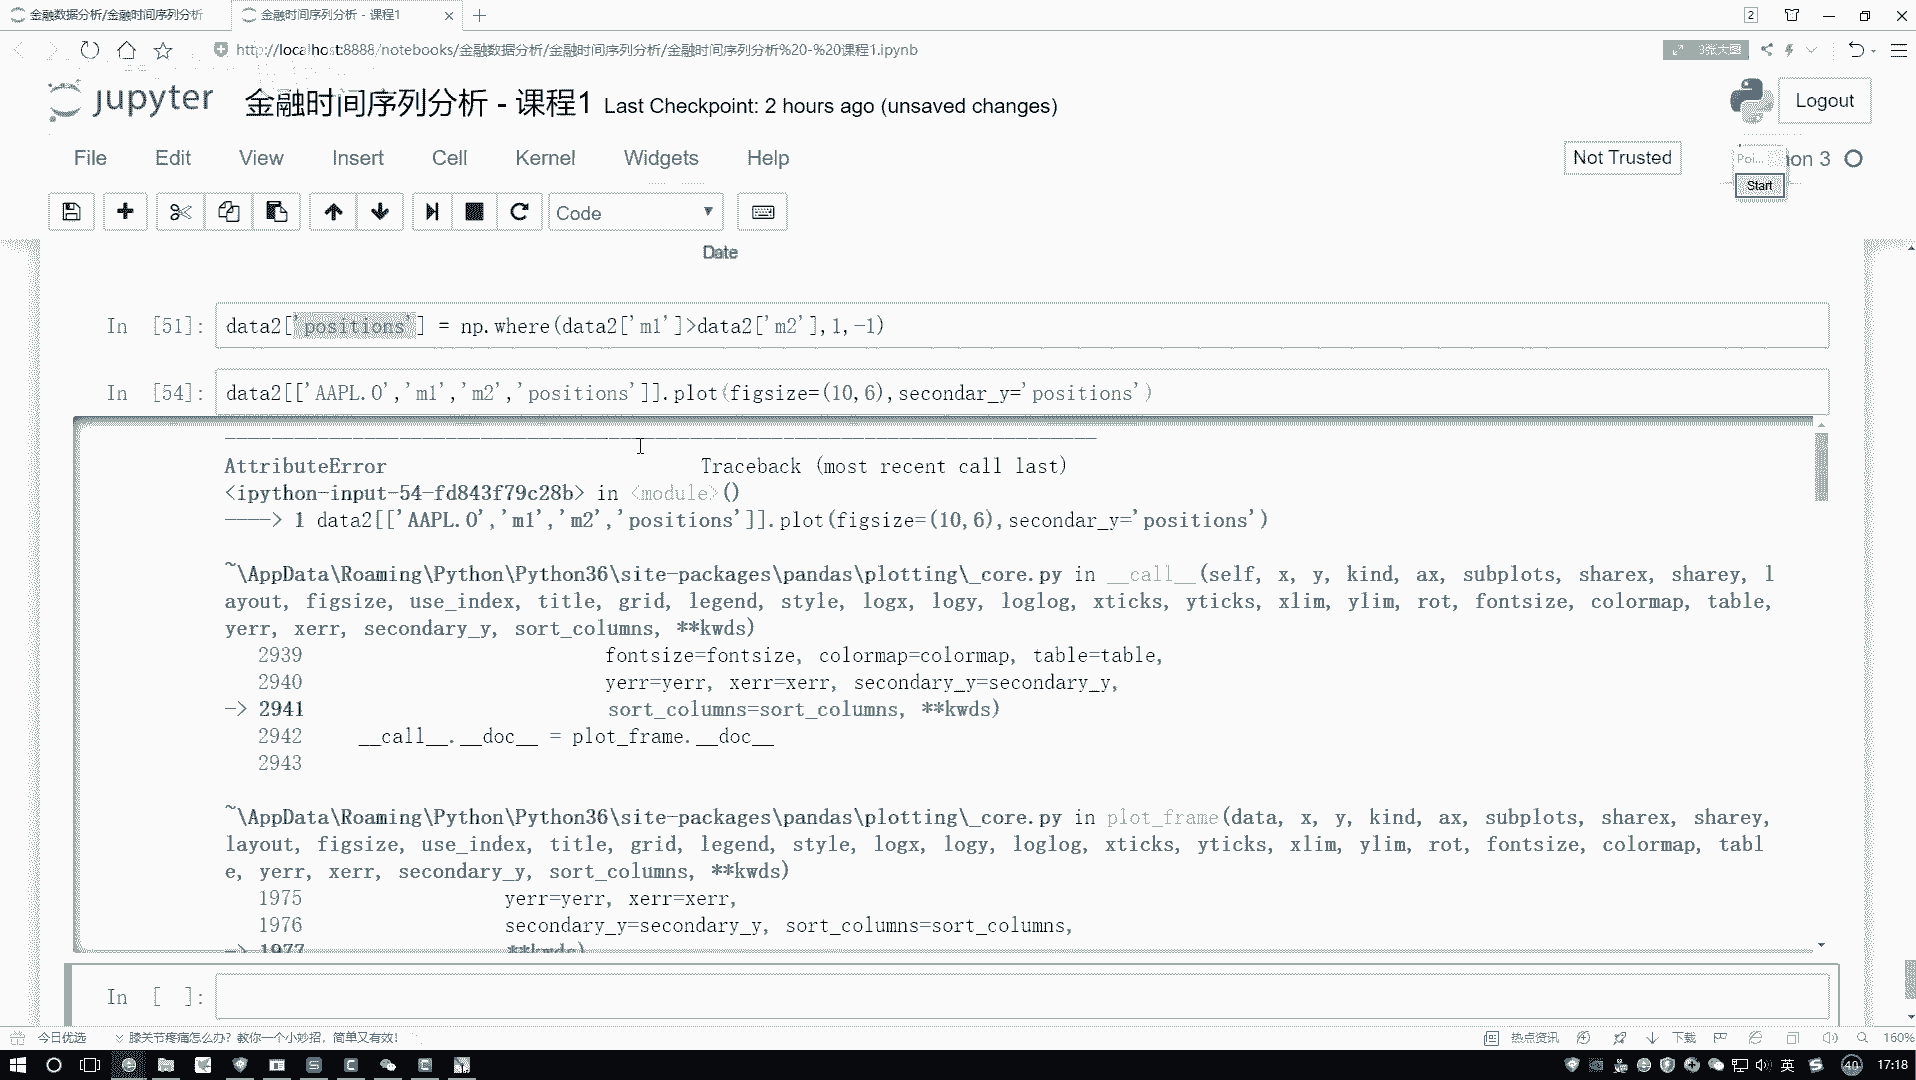 金融数据分析/金融时间序列分析
金融时间序列分析 - 课程1
2
http://localhost:8888/notebooks/金融数据分析/金融时间序列分析/金融时间序列分析%20-%20课程1.ipynb
3张大图
jupyter
金融时间序列分析 - 课程1 Last Checkpoint: 2 hours ago (unsaved changes)
Logout
File Edit View Insert Cell Kernel Widgets Help
Not Trusted
Poi... on 3
Start
Code
Date
In [51]: data2['positions'] = np.where(data2['m1']>data2['m2'],1,-1)
In [54]: data2[['AAPL.O','m1','m2','positions']].plot(figsize=(10,6),secondar_y='positions')
---------------------------------------------------------------------------
AttributeError Traceback (most recent call last)
<ipython-input-54-fd843f79c28b> in <module>()
----> 1 data2[['AAPL.O','m1','m2','positions']].plot(figsize=(10,6),secondar_y='positions')
~\AppData\Roaming\Python\Python36\site-packages\pandas\plotting\_core.py in __call__(self, x, y, kind, ax, subplots, sharex, sharey, l
ayout, figsize, use_index, title, grid, legend, style, logx, logy, loglog, xticks, yticks, xlim, ylim, rot, fontsize, colormap, table,
yerr, xerr, secondary_y, sort_columns, **kwds)
2939 fontsize=fontsize, colormap=colormap, table=table,
2940 yerr=yerr, xerr=xerr, secondary_y=secondary_y,
-> 2941 sort_columns=sort_columns, **kwds)
2942 __call__.__doc__ = plot_frame.__doc__
2943
~\AppData\Roaming\Python\Python36\site-packages\pandas\plotting\_core.py in plot_frame(data, x, y, kind, ax, subplots, sharex, sharey,
layout, figsize, use_index, title, grid, legend, style, logx, logy, loglog, xticks, yticks, xlim, ylim, rot, fontsize, colormap, tabl
e, yerr, xerr, secondary_y, sort_columns, **kwds)
1975 yerr=yerr, xerr=xerr,
1976 secondary_y=secondary_y, sort_columns=sort_columns,
-> 1977 **kwds)
In [ ]:
今日优选 膝关节疼痛怎么办? 教你一个小妙招, 简单又有效!
热点资讯 下载 160%
英 40 17:18